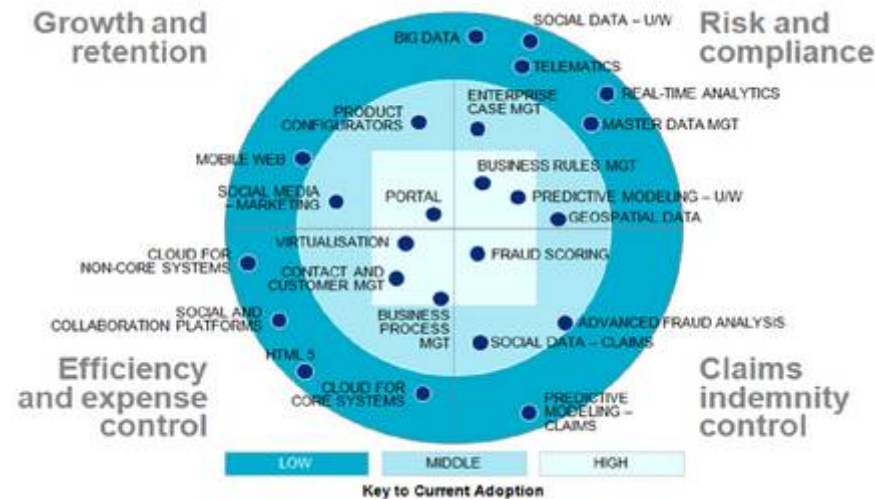 Growth and
retention
Risk and
compliance
SOCIAL DATA – U/W
BIG DATA
TELEMATICS
REAL-TIME ANALYTICS
ENTERPRISE
CASE MGT
PRODUCT
CONFIGURATORS
MASTER DATA MGT
MOBILE WEB
BUSINESS RULES MGT
SOCIAL MEDIA
– MARKETING
PORTAL
PREDICTIVE MODELING – U/W
GEOSPATIAL DATA
VIRTUALISATION
CLOUD FOR
NON-CORE SYSTEMS
FRAUD SCORING
CONTACT AND
CUSTOMER MGT
SOCIAL AND
COLLABORATION PLATFORMS
BUSINESS
PROCESS
MGT
ADVANCED FRAUD ANALYSIS
SOCIAL DATA – CLAIMS
HTML 5
Efficiency
and expense
control
Claims
indemnity
control
CLOUD FOR
CORE SYSTEMS
PREDICTIVE
MODELING –
CLAIMS
LOW
MIDDLE
HIGH
Key to Current Adoption